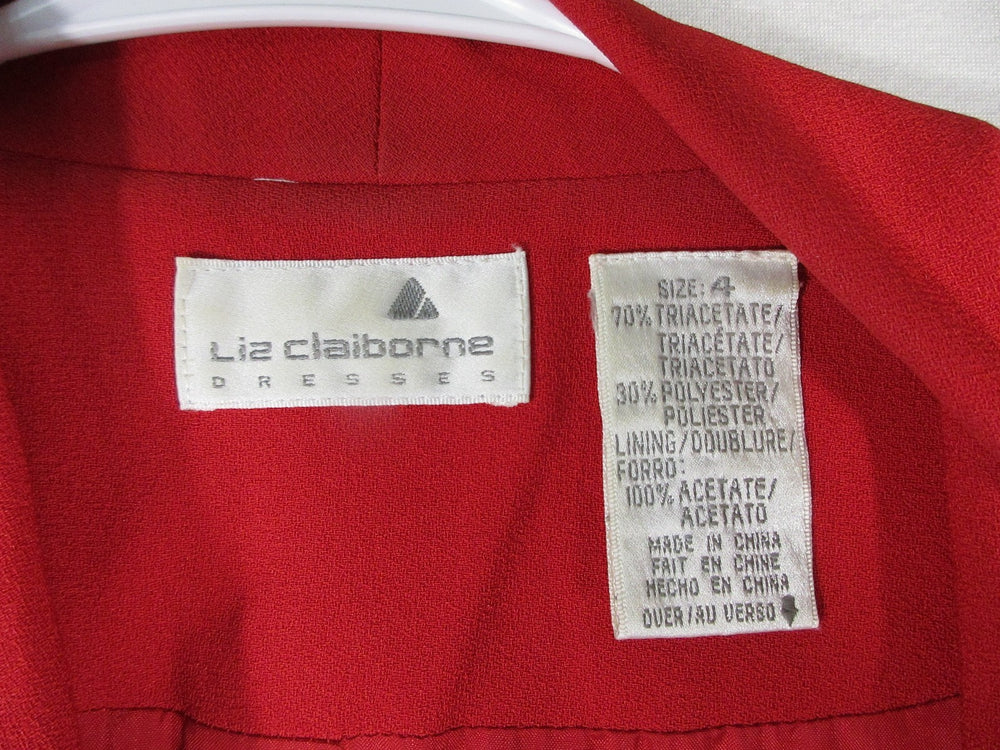 Liz claiborne
DRESSES
SIZE: 4
70% TRIACETATE/
TRIACÉTATE/
TRIACETATO
30% POLYESTER/
POLIESTER
LINING/DOUBLURE/
FORRO:
100% ACETATE/
ACETATO
MADE IN CHINA
FAIT EN CHINE
HECHO EN CHINA
OVER/AU VERSO